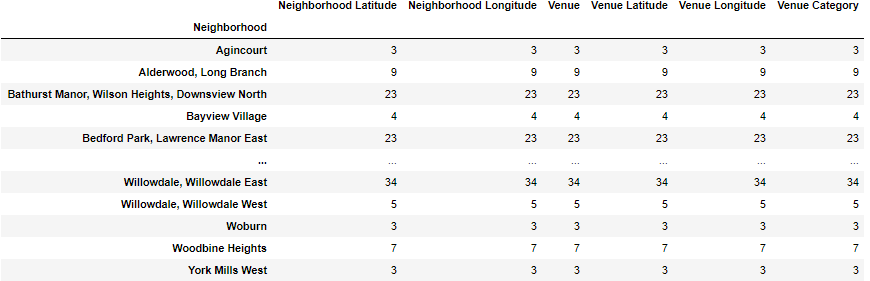 Neighborhood Latitude Neighborhood Longitude Venue Venue Latitude Venue Longitude Venue Category
Neighborhood
Agincourt 3 3 3 3 3 3
Alderwood, Long Branch 9 9 9 9 9 9
Bathurst Manor, Wilson Heights, Downsview North 23 23 23 23 23 23
Bayview Village 4 4 4 4 4 4
Bedford Park, Lawrence Manor East 23 23 23 23 23 23
... ... ... ... ... ... ...
Willowdale, Willowdale East 34 34 34 34 34 34
Willowdale, Willowdale West 5 5 5 5 5 5
Woburn 3 3 3 3 3 3
Woodbine Heights 7 7 7 7 7 7
York Mills West 3 3 3 3 3 3